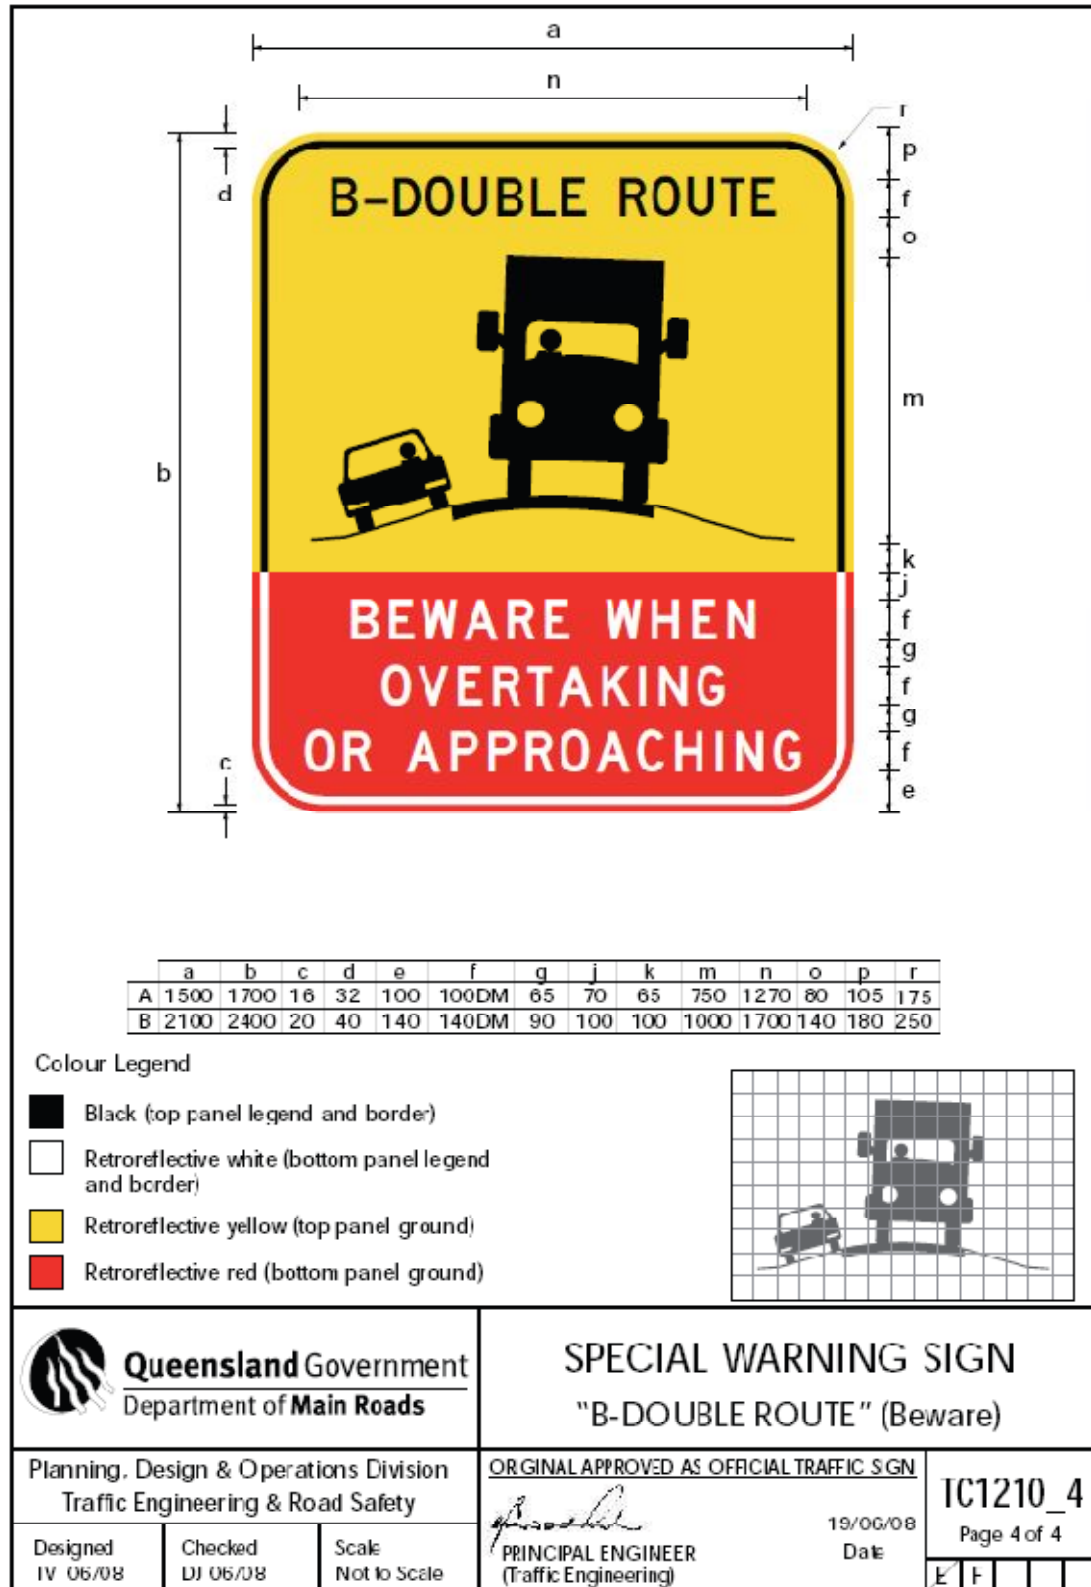 a
n
r
p
d
f
B-DOUBLE ROUTE
o
m
b
k
j
BEWARE WHEN
f
g
OVERTAKING
f
g
OR APPROACHING
f
c
e
a b c d e f g j k m n o p r
A 1500 1700 16 32 100 100DM 65 70 65 750 1270 80 105 175
B 2100 2400 20 40 140 140DM 90 100 100 1000 1700 140 180 250
Colour Legend
Black (top panel legend and border)
Retroreflective white (bottom panel legend
and border)
Retroreflective yellow (top panel ground)
Retroreflective red (bottom panel ground)
Queensland Government
Department of Main Roads
SPECIAL WARNING SIGN
"B-DOUBLE ROUTE" (Beware)
Planning, Design & Operations Division
Traffic Engineering & Road Safety
Designed
TV 06/08
Checked
DJ 06/08
Scale
Not to Scale
ORGINAL APPROVED AS OFFICIAL TRAFFIC SIGN
PRINCIPAL ENGINEER
(Traffic Engineering)
19/06/08
Date
TC1210_4
Page 4 of 4
E F